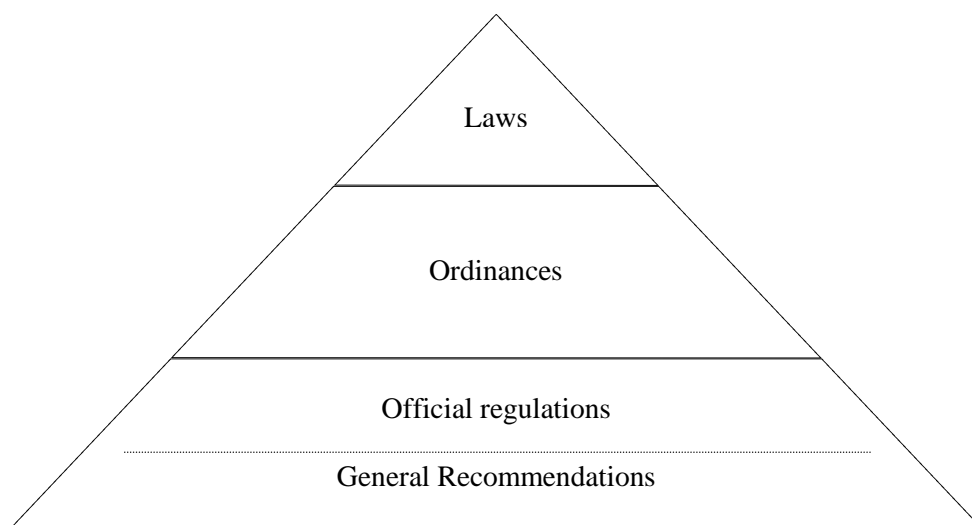 Laws
Ordinances
Official regulations
General Recommendations